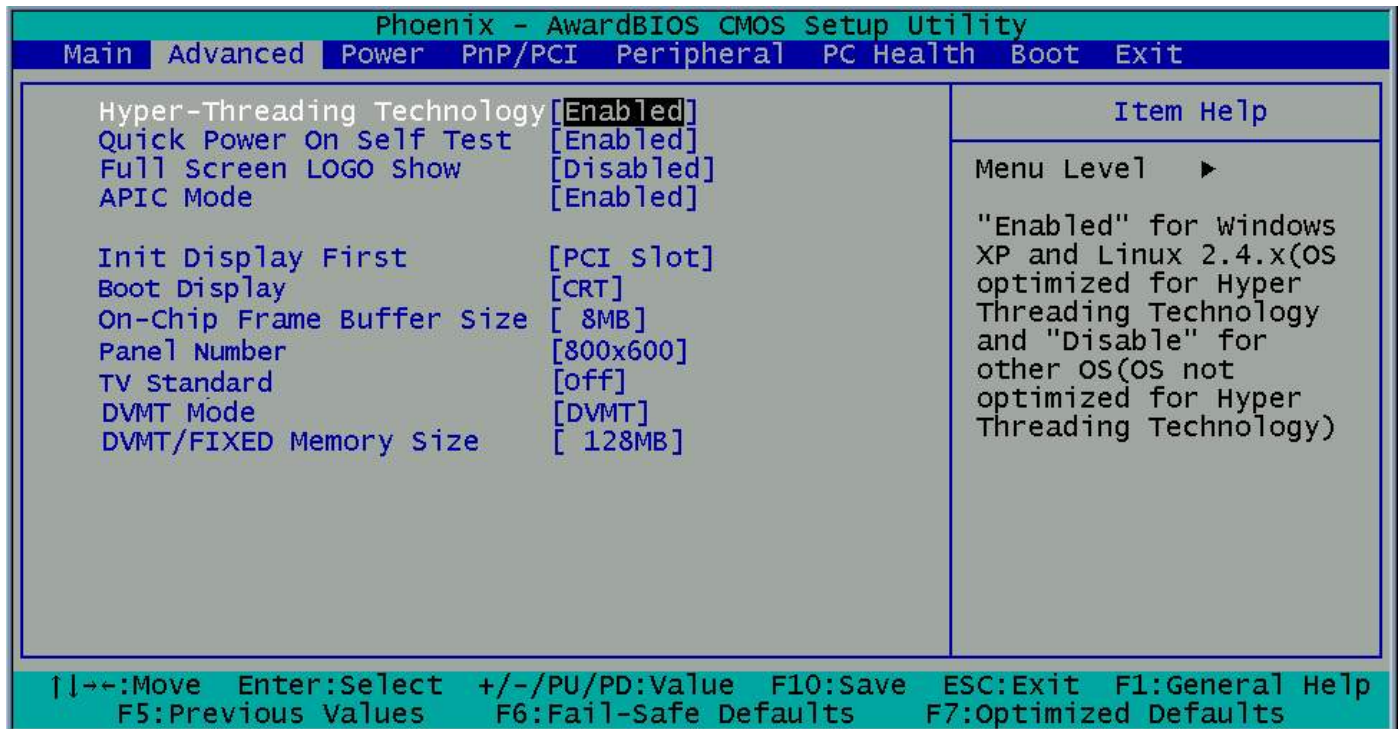 Phoenix - AwardBIOS CMOS Setup Utility
Main Advanced Power PnP/PCI Peripheral PC Health Boot Exit
Hyper-Threading Technology [Enabled]
Quick Power On Self Test [Enabled]
Full Screen LOGO Show [Disabled]
APIC Mode [Enabled]
Init Display First [PCI Slot]
Boot Display [CRT]
On-Chip Frame Buffer Size [ 8MB]
Panel Number [800x600]
TV Standard [Off]
DVMT Mode [DVMT]
DVMT/FIXED Memory Size [ 128MB]
Item Help
Menu Level ►
"Enabled" for Windows
XP and Linux 2.4.x(OS
optimized for Hyper
Threading Technology
and "Disable" for
other OS(OS not
optimized for Hyper
Threading Technology)
↑↓→←:Move Enter:Select +/-/PU/PD:Value F10:Save ESC:Exit F1:General Help
F5:Previous Values F6:Fail-Safe Defaults F7:Optimized Defaults